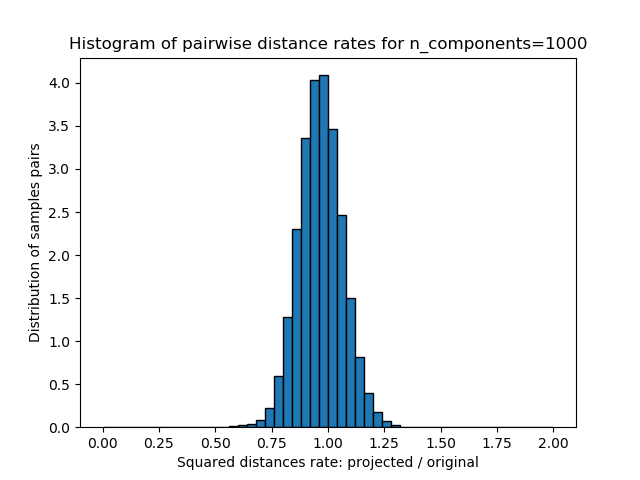 Histogram of pairwise distance rates for n_components=1000
Distribution of samples pairs
4.0
3.5
3.0
2.5
2.0
1.5
1.0
0.5
0.0
0.00 0.25 0.50 0.75 1.00 1.25 1.50 1.75 2.00
Squared distances rate: projected / original